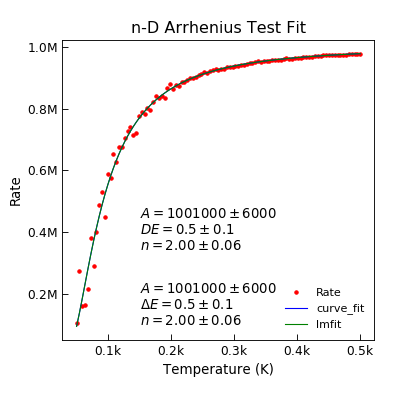 n-D Arrhenius Test Fit
1.0M
0.8M
0.6M
0.4M
0.2M
Rate
A = 1001000 ± 6000
DE = 0.5 ± 0.1
n = 2.00 ± 0.06
A = 1001000 ± 6000
ΔE = 0.5 ± 0.1
n = 2.00 ± 0.06
Rate
curve_fit
lmfit
0.1k 0.2k 0.3k 0.4k 0.5k
Temperature (K)